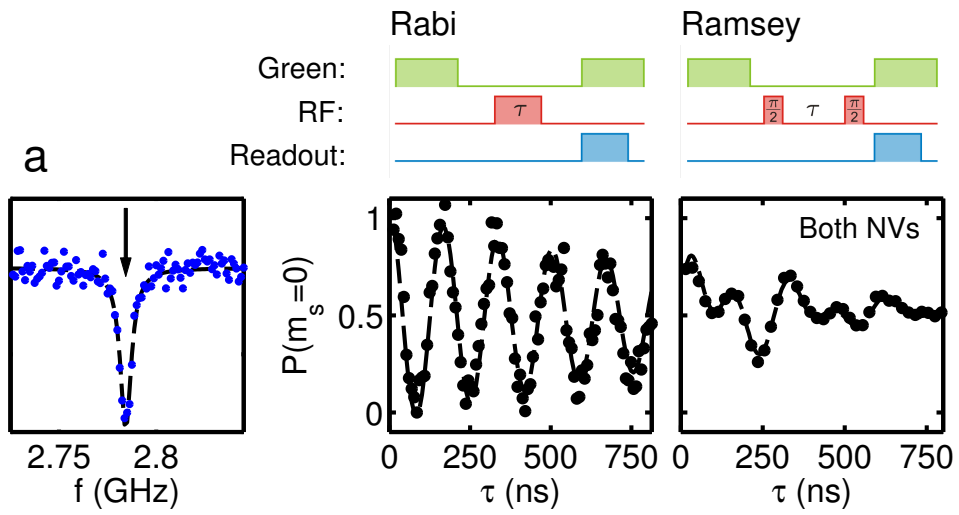 Rabi
Ramsey
Green:
RF:
τ
π/2
τ
π/2
Readout:
a
Both NVs
P(m_s=0)
1
0.5
0
2.75
2.8
f (GHz)
0
250
500
750
τ (ns)
0
250
500
750
τ (ns)